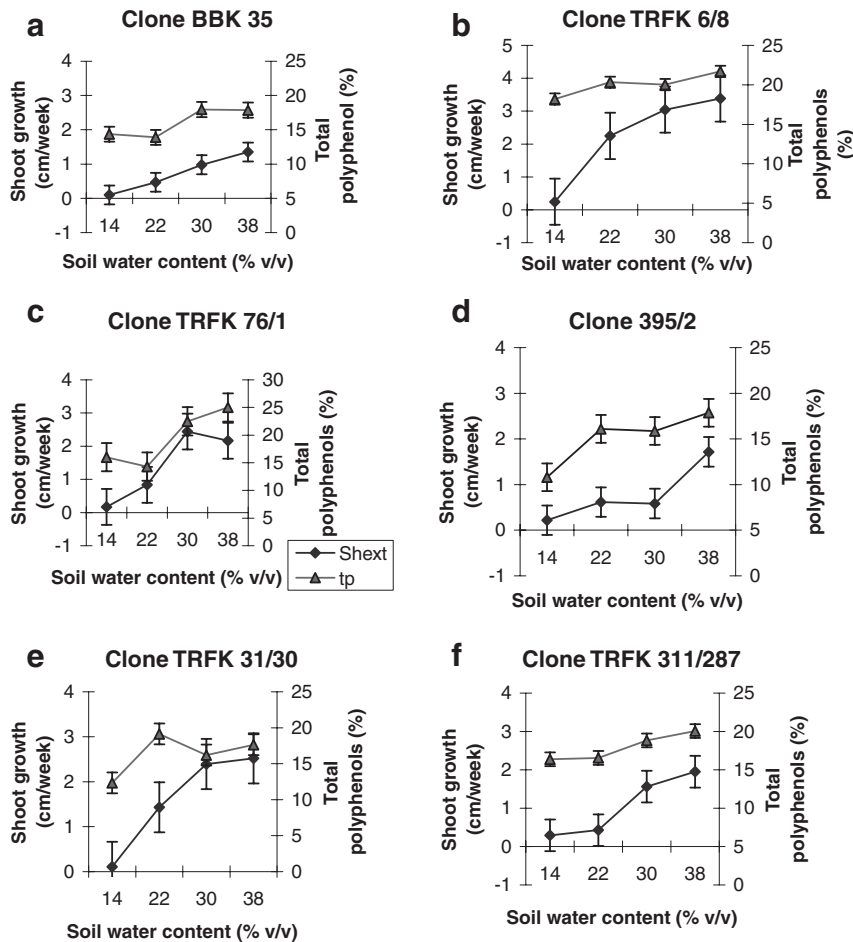 a
Clone BBK 35
4
3
2
1
0
-1
25
20
15
10
5
0
14 22 30 38
Shoot growth
(cm/week)
Total
polyphenol (%)
Soil water content (% v/v)
b
Clone TRFK 6/8
5
4
3
2
1
0
-1
25
20
15
10
5
0
14 22 30 38
Shoot growth
(cm/week)
Total
polyphenols
(%)
Soil water content (% v/v)
c
Clone TRFK 76/1
4
3
2
1
0
-1
30
25
20
15
10
5
0
14 22 30 38
Shoot growth
(cm/week)
Total
polyphenols (%)
Soil water content (% v/v)
Shext
tp
d
Clone 395/2
4
3
2
1
0
-1
25
20
15
10
5
0
14 22 30 38
Shoot growth
(cm/week)
Total
polyphenols (%)
Soil water content (% v/v)
e
Clone TRFK 31/30
4
3
2
1
0
25
20
15
10
5
0
14 22 30 38
Shoot growth
(cm/week)
Total
polyphenols (%)
Soil water content (% v/v)
f
Clone TRFK 311/287
4
3
2
1
0
-1
25
20
15
10
5
0
14 22 30 38
Shoot growth
(cm/week)
Total
polyphenols (%)
Soil water content (% v/v)